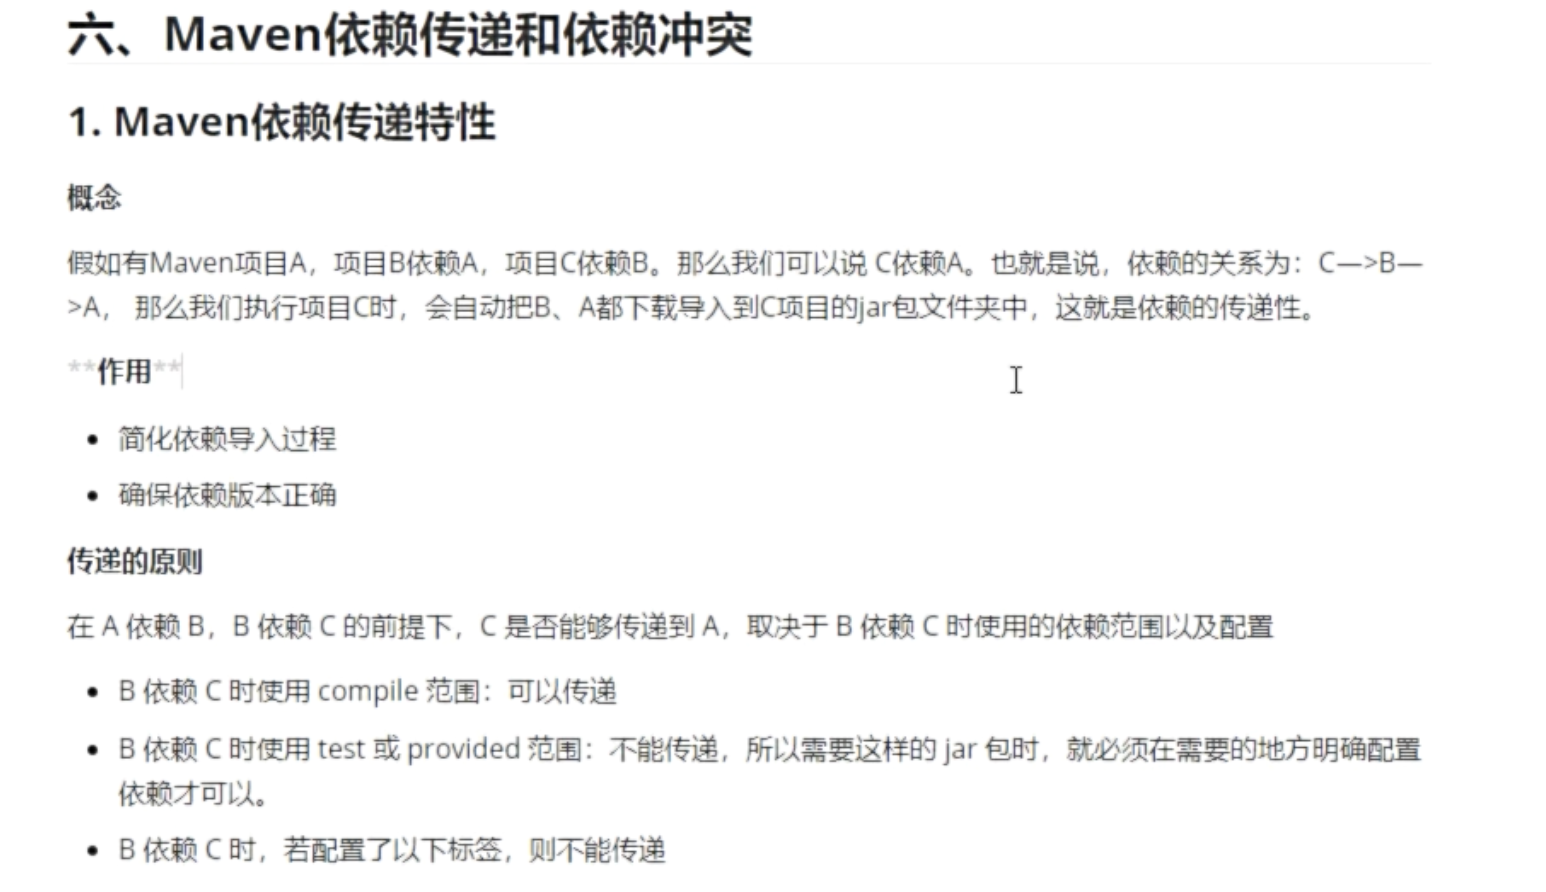 六、Maven依赖传递和依赖冲突
1. Maven依赖传递特性
概念
假如有Maven项目A，项目B依赖A，项目C依赖B。那么我们可以说 C依赖A。也就是说，依赖的关系为：C—>B—
>A， 那么我们执行项目C时，会自动把B、A都下载导入到C项目的jar包文件夹中，这就是依赖的传递性。
**作用**
• 简化依赖导入过程
• 确保依赖版本正确
传递的原则
在 A 依赖 B，B 依赖 C 的前提下，C 是否能够传递到 A，取决于 B 依赖 C 时使用的依赖范围以及配置
• B 依赖 C 时使用 compile 范围：可以传递
• B 依赖 C 时使用 test 或 provided 范围：不能传递，所以需要这样的 jar 包时，就必须在需要的地方明确配置
依赖才可以。
• B 依赖 C 时，若配置了以下标签，则不能传递